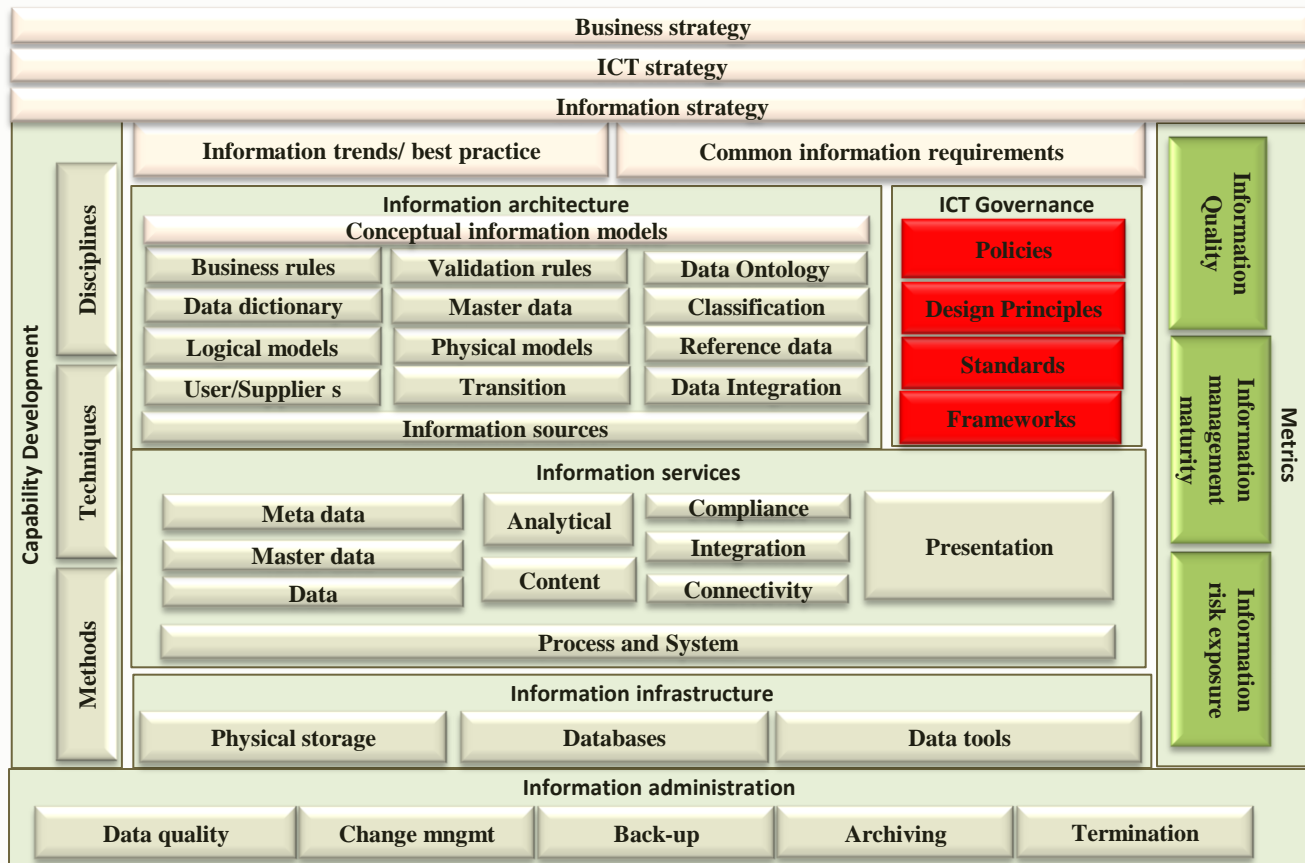 Business strategy
ICT strategy
Information strategy
Information trends/ best practice
Common information requirements
Capability Development
Disciplines
Techniques
Methods
Information architecture
Conceptual information models
Business rules
Validation rules
Data Ontology
Data dictionary
Master data
Classification
Logical models
Physical models
Reference data
User/Supplier s
Transition
Data Integration
Information sources
ICT Governance
Policies
Design Principles
Standards
Frameworks
Information services
Meta data
Master data
Data
Analytical
Content
Compliance
Integration
Connectivity
Presentation
Process and System
Information infrastructure
Physical storage
Databases
Data tools
Metrics
Information
Quality
Information
management
maturity
Information
risk exposure
Information administration
Data quality
Change mngmt
Back-up
Archiving
Termination